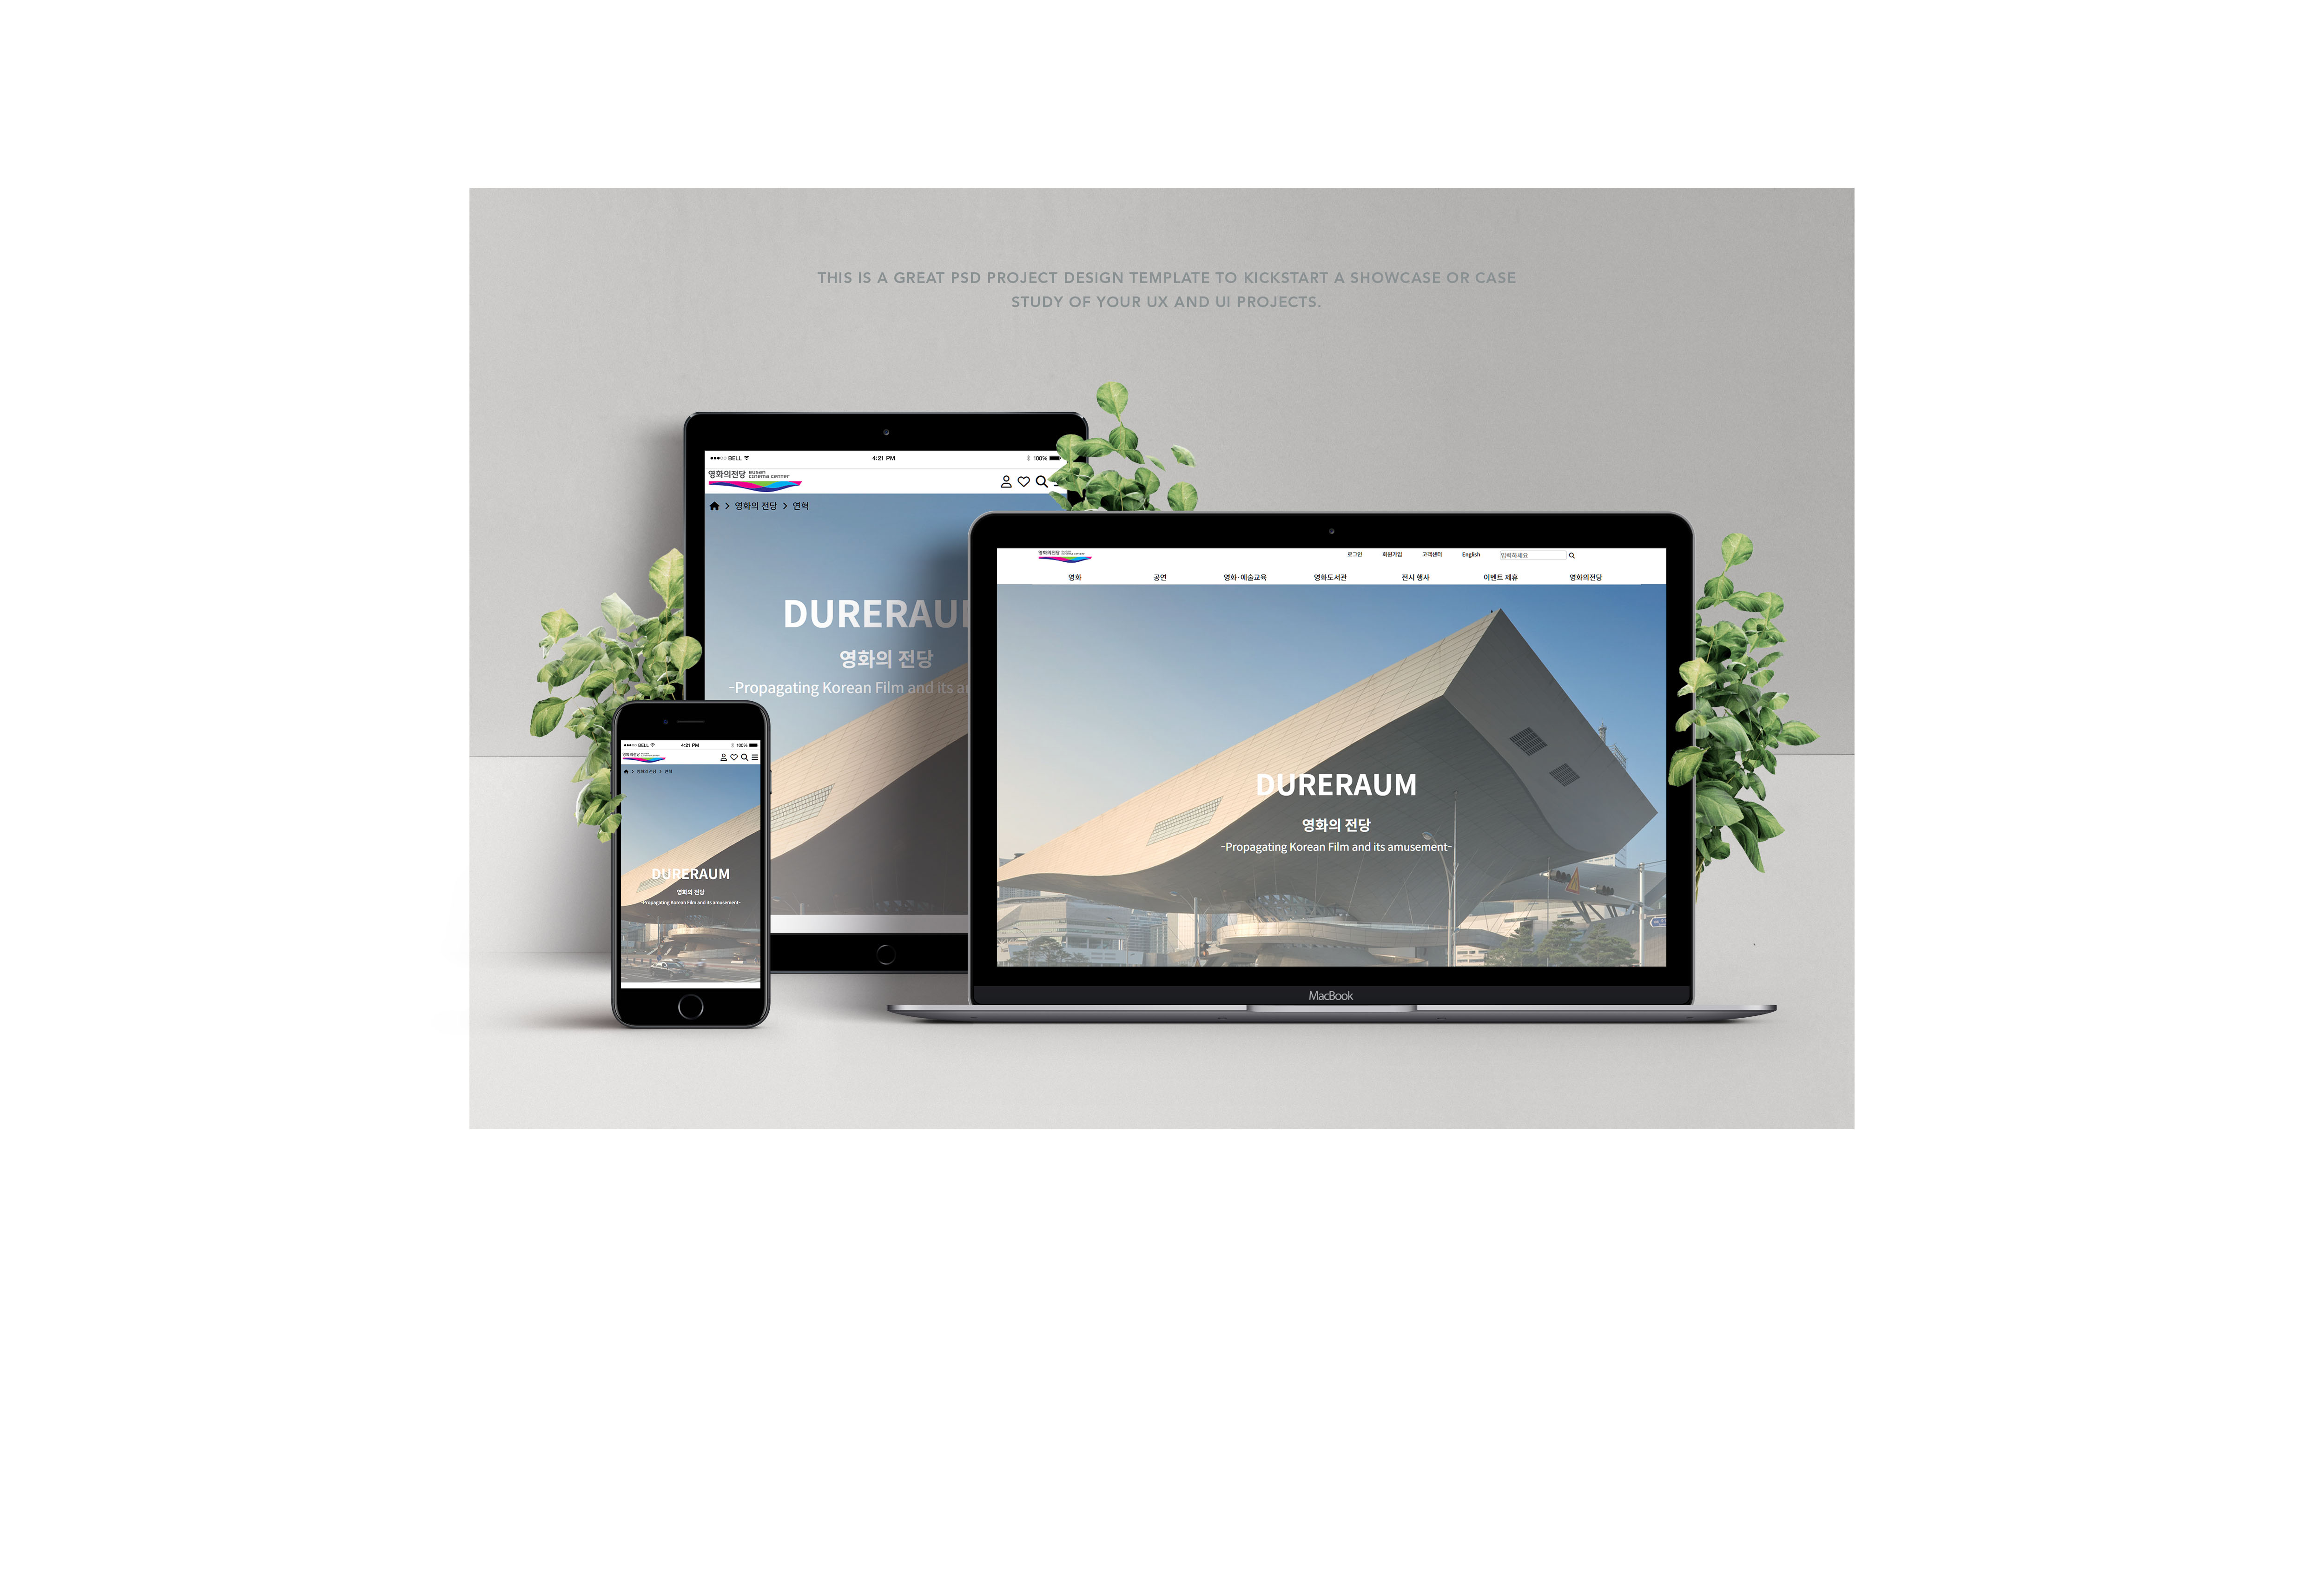 THIS IS A GREAT PSD PROJECT DESIGN TEMPLATE TO KICKSTART A SHOWCASE OR CASE
STUDY OF YOUR UX AND UI PROJECTS.
BELL 4:21 PM 100%
영화의전당 Busan cinema center
영화의 전당 연혁
DURERAU
영화의 전당
-Propagating Korean Film and its a
영화의전당
로그인 회원가입 고객센터 English 입력하세요
영화 공연 영화·예술교육 영화도서관 전시 행사 이벤트 제휴 영화의전당
DURERAUM
영화의 전당
-Propagating Korean Film and its amusement-
MacBook
BELL 4:21 PM 100%
영화의전당
영화의 전당 연혁
DURERAUM
영화의 전당
-Propagating Korean Film and its amusement-